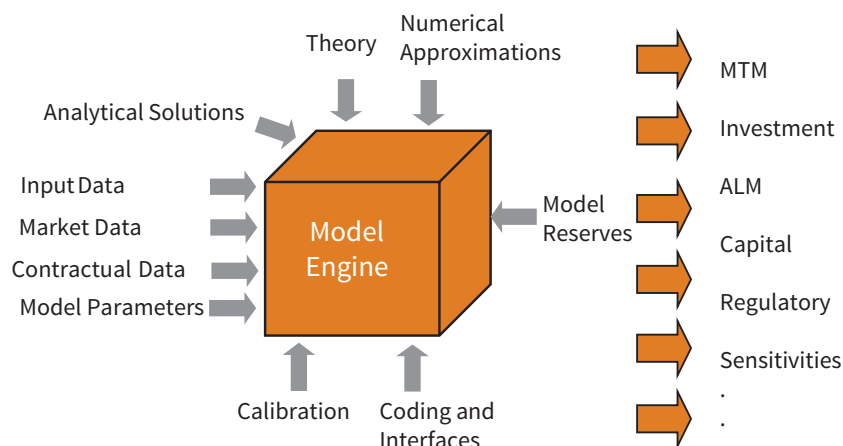 Theory
Numerical
Approximations
Analytical Solutions
Input Data
Market Data
Contractual Data
Model Parameters
Model
Engine
Model
Reserves
Calibration
Coding and
Interfaces
MTM
Investment
ALM
Capital
Regulatory
Sensitivities
.
.